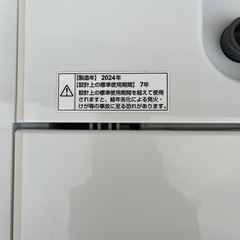 【製造年】 2024年
【設計上の標準使用期間】 7年
設計上の標準使用期間を超えて使用
されますと、経年劣化による発火・
けが等の事故に至る恐れがあります。